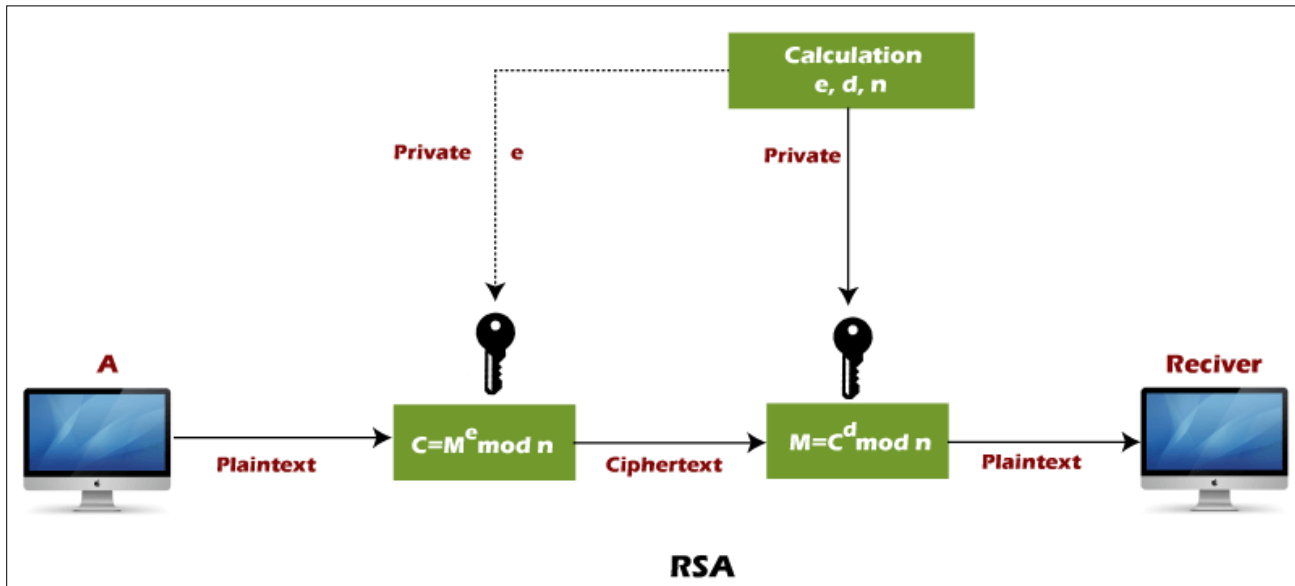 Calculation
e, d, n
Private e
Private
A
Reciver
Plaintext
C=M^e mod n
Ciphertext
M=C^d mod n
Plaintext
RSA